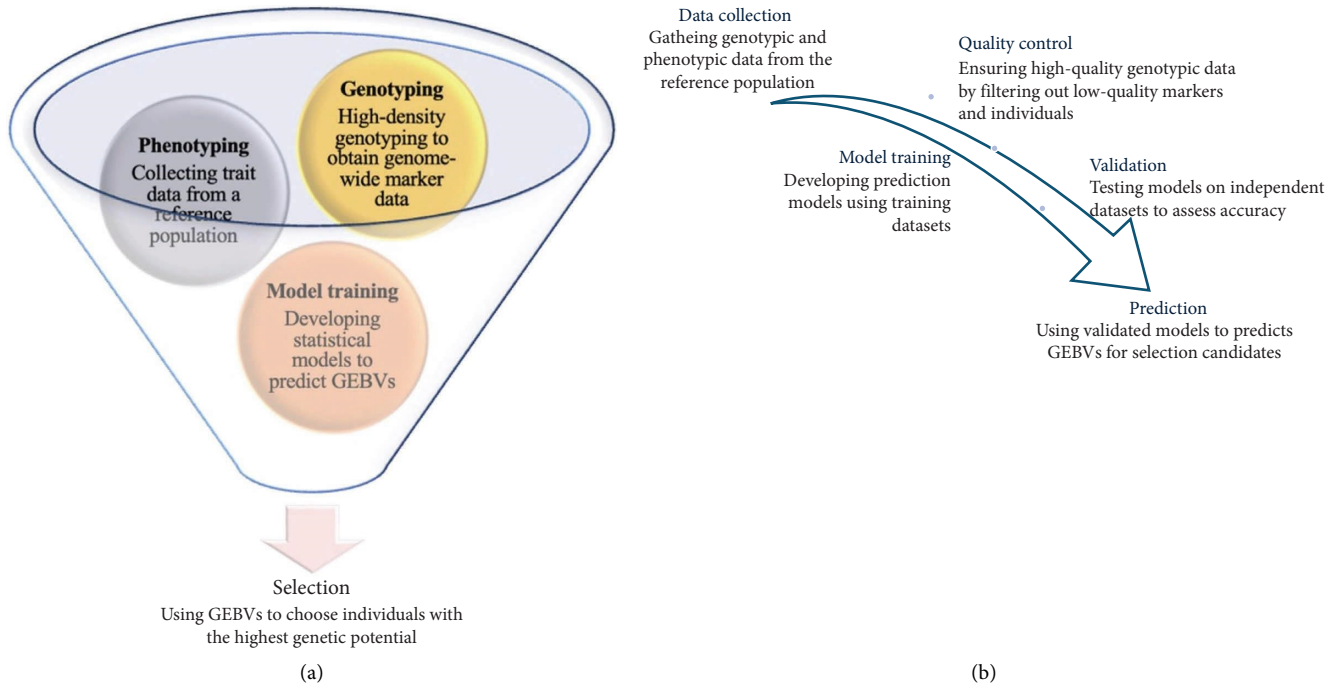 Phenotyping
Collecting trait
data from a
reference
population
Genotyping
High-density
genotyping to
obtain genome-
wide marker
data
Model training
Developing
statistical
models to
predict GEBVs
Selection
Using GEBVs to choose individuals with
the highest genetic potential
(a)
Data collection
Gatheing genotypic and
phenotypic data from the
reference population
Quality control
Ensuring high-quality genotypic data
by filtering out low-quality markers
and individuals
Model training
Developing prediction
models using training
datasets
Validation
Testing models on independent
datasets to assess accuracy
Prediction
Using validated models to predicts
GEBVs for selection candidates
(b)